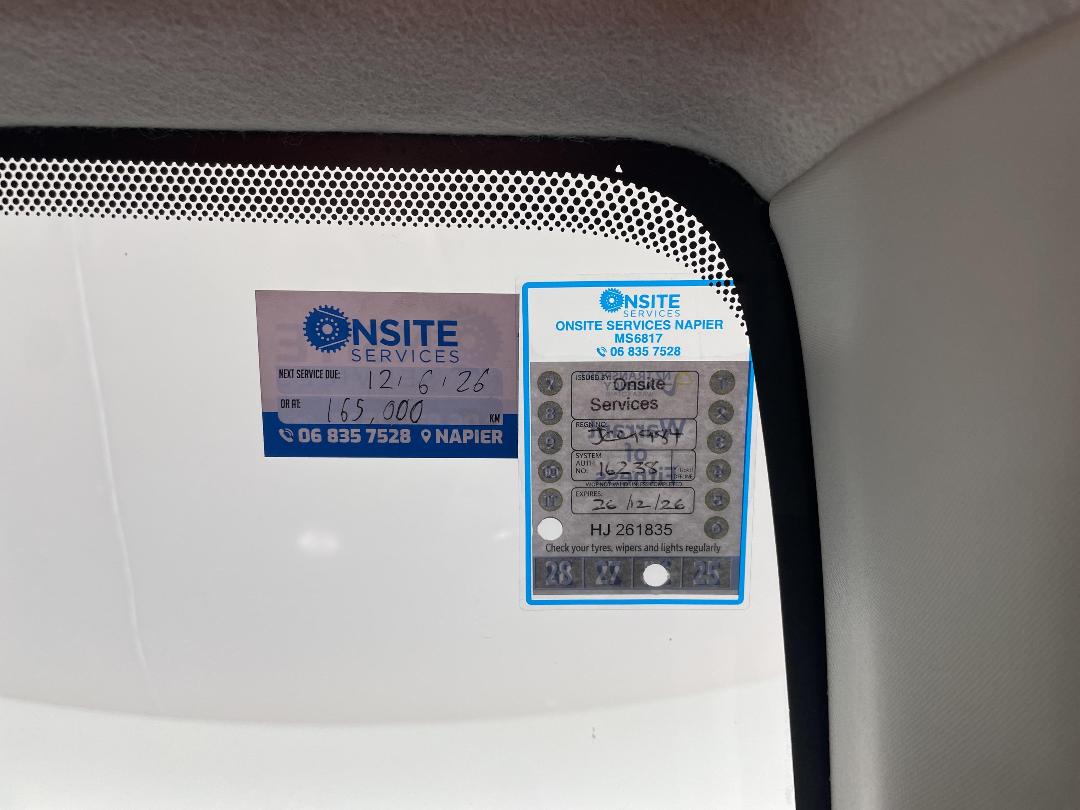 ONSITE
SERVICES
NEXT SERVICE DUE: 12.6.26
OR AT: 165,000 KM
06 835 7528 NAPIER
ONSITE
SERVICES
ONSITE SERVICES NAPIER
MS6817
06 835 7528
ISSUED BY: Onsite
Services
REGN NO:
SYSTEM
AUTH
NO: 16238
EXPIRES: 26/12/26
HJ 261835
Check your tyres, wipers and lights regularly
28 27 25